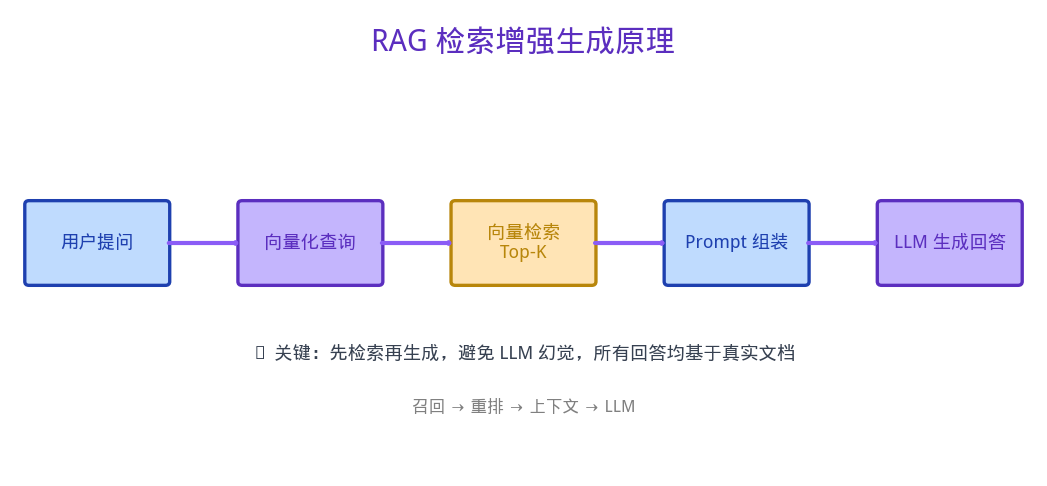 RAG 检索增强生成原理
用户提问
向量化查询
向量检索
Top-K
Prompt 组装
LLM 生成回答
关键：先检索再生成，避免 LLM 幻觉，所有回答均基于真实文档
召回 → 重排 → 上下文 → LLM